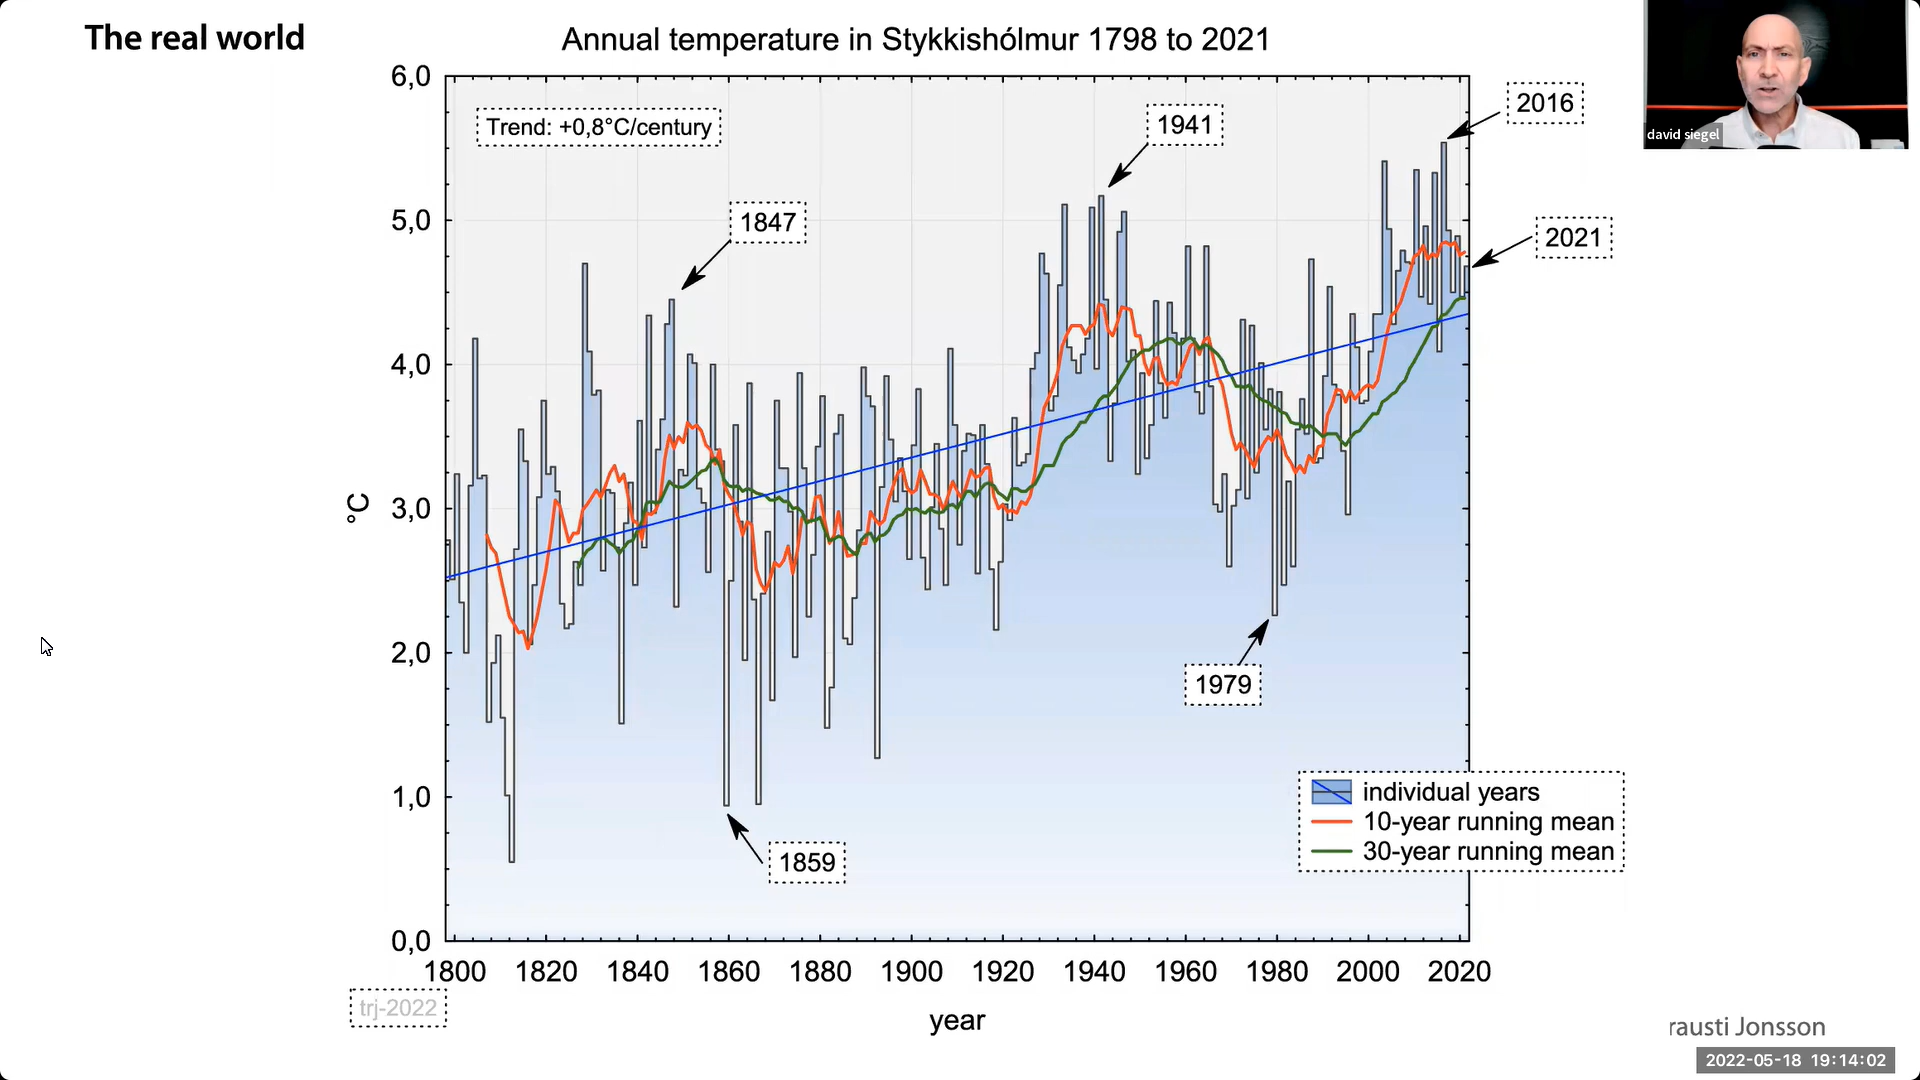 The real world
Annual temperature in Stykkishólmur 1798 to 2021
david siegel
6,0
5,0
4,0
3,0
2,0
1,0
0,0
°C
Trend: +0,8°C/century
1847
1941
2016
2021
1979
1859
individual years
10-year running mean
30-year running mean
1800 1820 1840 1860 1880 1900 1920 1940 1960 1980 2000 2020
year
trj-2022
rausti Jonsson
2022-05-18 19:14:02